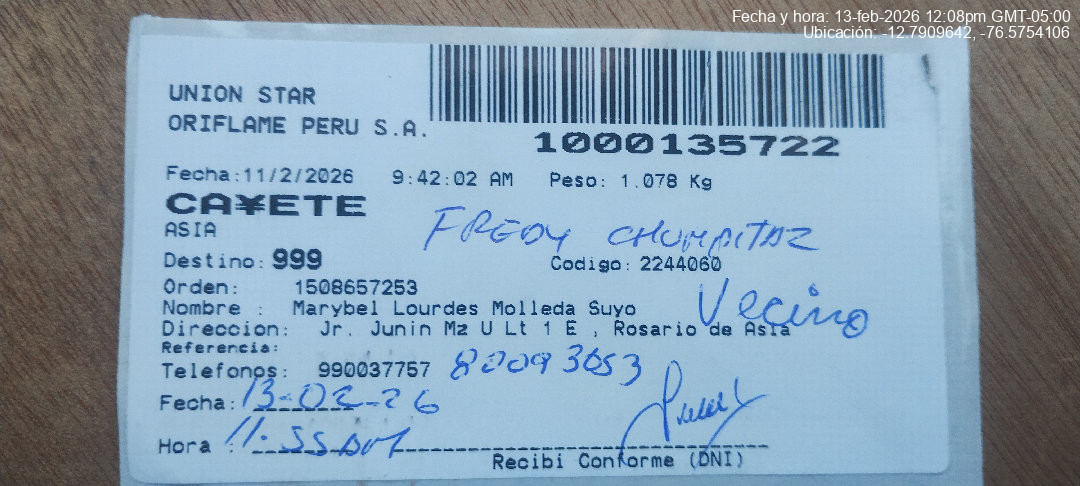 Fecha y hora: 13-feb-2026 12:08pm GMT-05:00
Ubicación: -12.7909642, -76.5754106
UNION STAR
ORIFLAME PERU S.A.
1000135722
Fecha:11/2/2026 9:42:02 AM Peso: 1.078 Kg
CA¥ETE
ASIA
FREDY CHUMPITAZ
Destino: 999 Codigo: 2244060
Orden: 1508657253
Nombre : Marybel Lourdes Molleda Suyo
Vecino
Direccion: Jr. Junin Mz U Lt 1 E , Rosario de Asia
Referencia:
Telefonos: 990037757 80093653
Fecha: 13-02-26
Hora : 11.55 AM
Recibi Conforme (DNI)